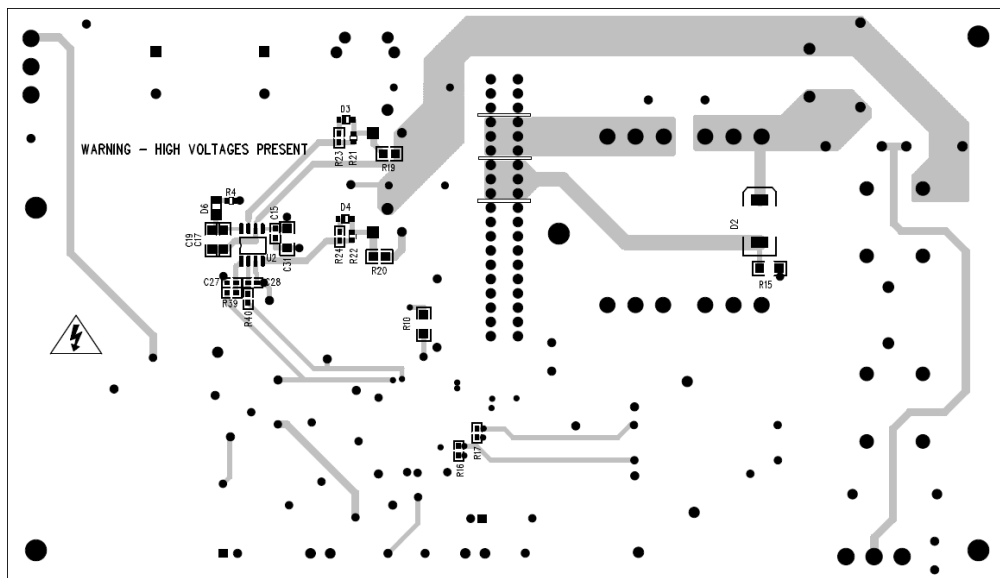 D3
WARNING – HIGH VOLTAGES PRESENT
R23
R21
R19
R4
D6
C15
D4
D2
C19
C17
R24
R22
U2
C31
R20
R15
C27
C28
R39
R40
R10
R17
R16